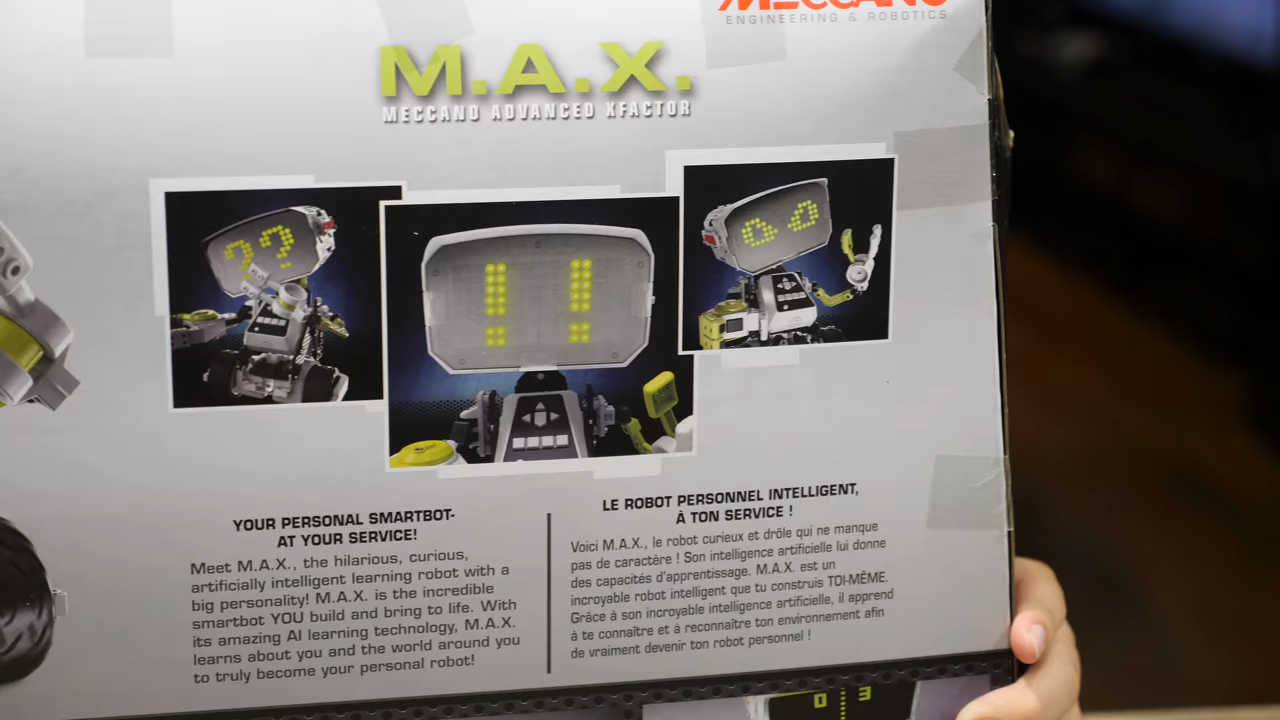 MECCANO
ENGINEERING & ROBOTICS
M.A.X.
MECCANO ADVANCED XFACTOR
??
!!
YOUR PERSONAL SMARTBOT-
AT YOUR SERVICE!
Meet M.A.X., the hilarious, curious,
artificially intelligent learning robot with a
big personality! M.A.X. is the incredible
smartbot YOU build and bring to life. With
its amazing AI learning technology, M.A.X.
learns about you and the world around you
to truly become your personal robot!
LE ROBOT PERSONNEL INTELLIGENT,
À TON SERVICE !
Voici M.A.X., le robot curieux et drôle qui ne manque
pas de caractère ! Son intelligence artificielle lui donne
des capacités d'apprentissage. M.A.X. est un
incroyable robot intelligent que tu construis TOI-MÊME.
Grâce à son incroyable intelligence artificielle, il apprend
à te connaître et à reconnaître ton environnement afin
de vraiment devenir ton robot personnel !
0 3